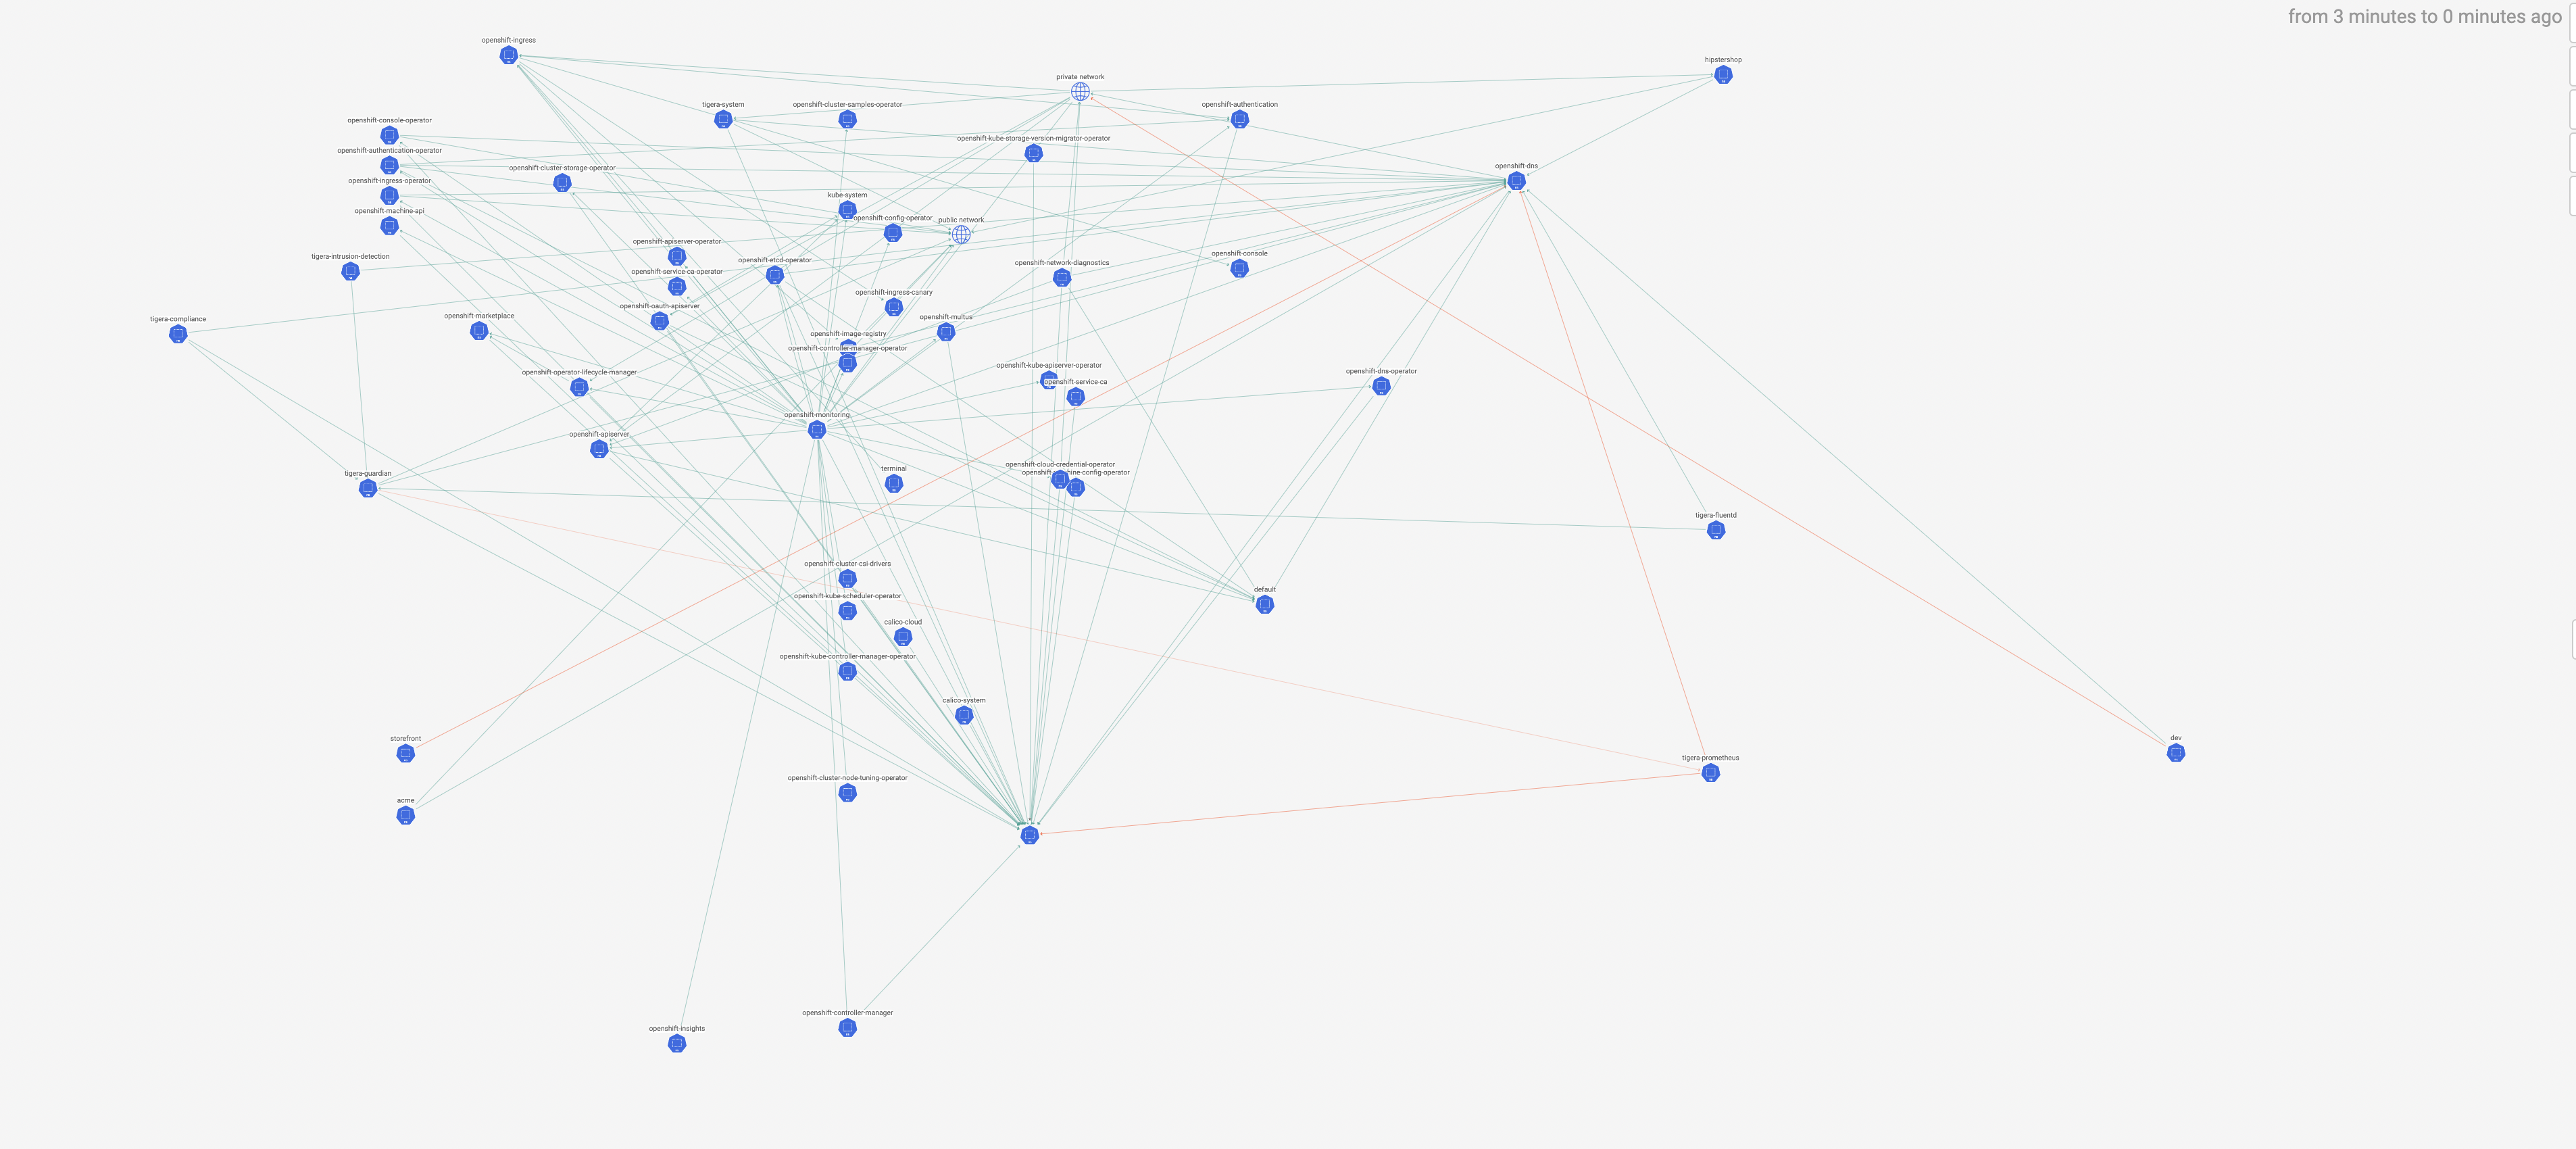 from 3 minutes to 0 minutes ago
openshift-ingress
hipstershop
private network
tigera-system
openshift-cluster-samples-operator
openshift-authentication
openshift-console-operator
openshift-kube-storage-version-migrator-operator
openshift-authentication-operator
openshift-cluster-storage-operator
openshift-dns
openshift-ingress-operator
kube-system
openshift-machine-api
openshift-config-operator
public network
openshift-apiserver-operator
tigera-intrusion-detection
openshift-console
openshift-etcd-operator
openshift-network-diagnostics
openshift-service-ca-operator
openshift-ingress-canary
openshift-oauth-apiserver
tigera-compliance
openshift-marketplace
openshift-multus
openshift-image-registry
openshift-controller-manager-operator
openshift-kube-apiserver-operator
openshift-operator-lifecycle-manager
openshift-dns-operator
openshift-service-ca
openshift-monitoring
openshift-apiserver
openshift-cloud-credential-operator
terminal
tigera-guardian
tigera-fluentd
openshift-cluster-csi-drivers
default
openshift-kube-scheduler-operator
calico-cloud
openshift-kube-controller-manager-operator
calico-system
storefront
dev
tigera-prometheus
openshift-cluster-node-tuning-operator
acme
openshift-controller-manager
openshift-insights